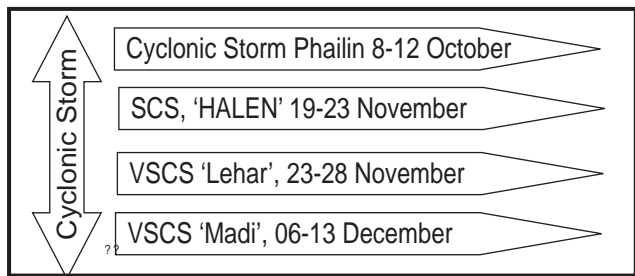 Cyclonic Storm
Cyclonic Storm Phailin 8-12 October
SCS, ‘HALEN’ 19-23 November
VSCS ‘Lehar’, 23-28 November
VSCS ‘Madi’, 06-13 December
??